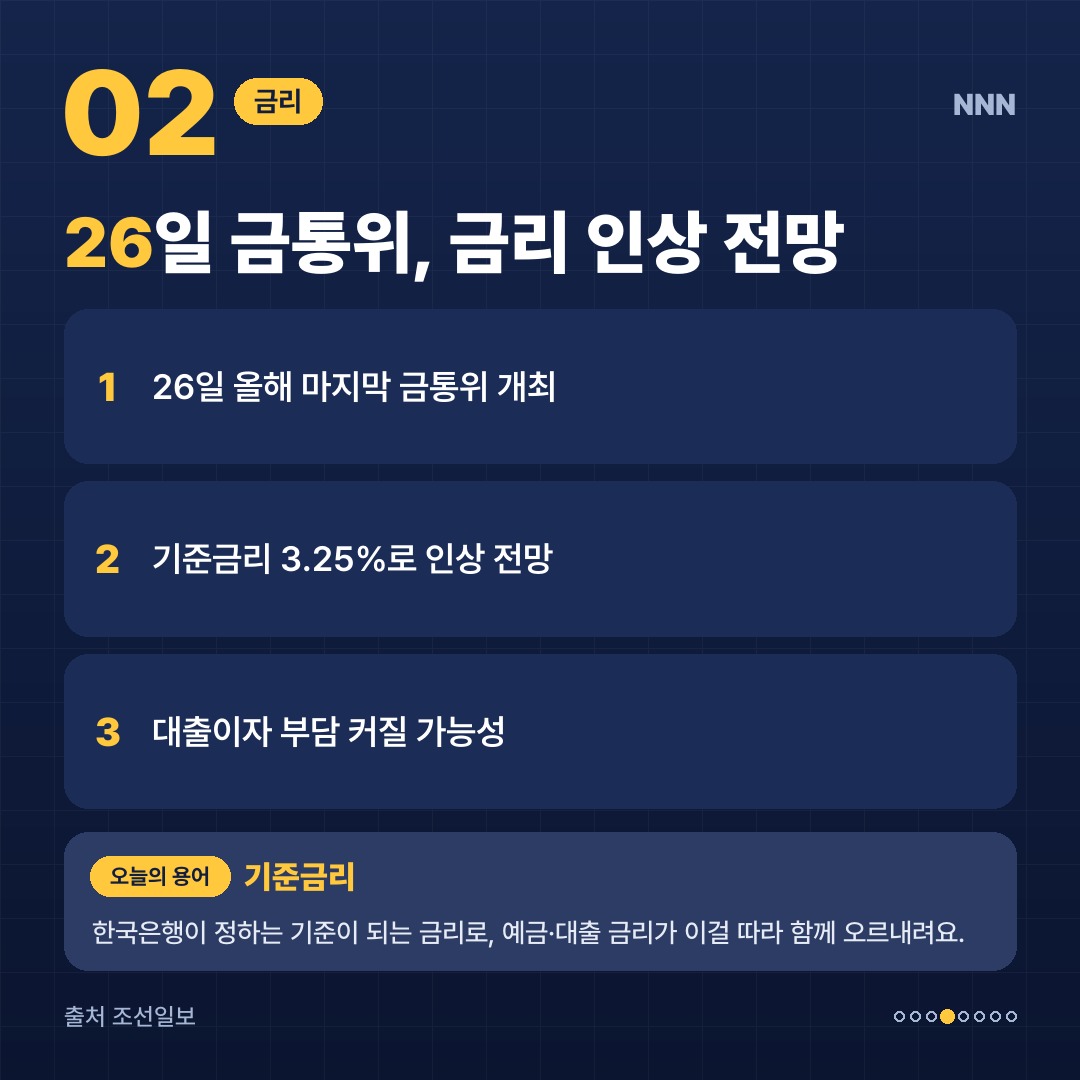 02 금리
NNN
26일 금통위, 금리 인상 전망
1 26일 올해 마지막 금통위 개최
2 기준금리 3.25%로 인상 전망
3 대출이자 부담 커질 가능성
오늘의 용어 기준금리
한국은행이 정하는 기준이 되는 금리로, 예금·대출 금리가 이걸 따라 함께 오르내려요.
출처 조선일보